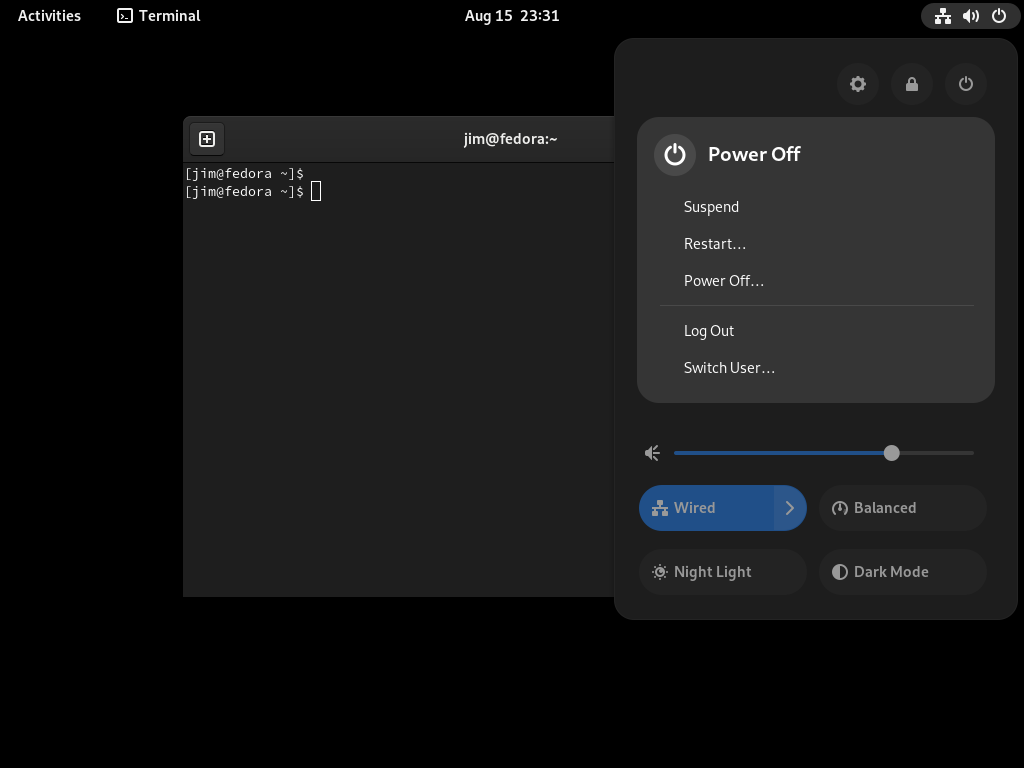 Activities Terminal Aug 15 23:31
jim@fedora:~
[jim@fedora ~]$
[jim@fedora ~]$
Power Off
Suspend
Restart…
Power Off…
Log Out
Switch User…
Wired Balanced
Night Light Dark Mode